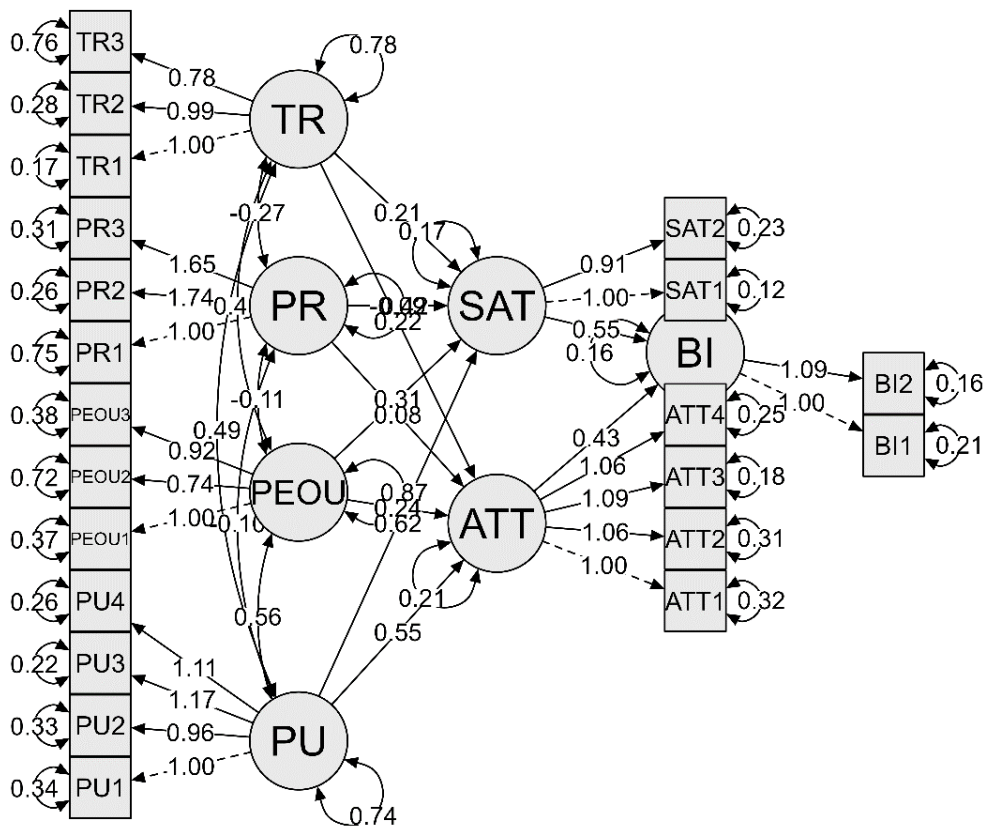 0.76 TR3
0.78
0.78
0.28 TR2
0.99
TR
0.17 TR1
1.00
0.31 PR3
-0.27
0.21
0.17
SAT2 0.23
1.65
0.91
0.26 PR2
1.74
PR
0.22
SAT
1.00
SAT1 0.12
0.75 PR1
1.00
0.4
0.55
0.16
BI
1.09
BI2 0.16
0.38 PEOU3
-0.11
0.31
0.08
1.00
ATT4 0.25
BI1 0.21
0.49
0.92
0.43
1.06
0.72 PEOU2
0.74
PEOU
0.87
0.24
0.62
1.09
ATT3 0.18
0.37 PEOU1
1.00
-0.10
ATT
1.06
ATT2 0.31
1.00
0.26 PU4
0.56
0.21
0.55
ATT1 0.32
0.22 PU3
1.11
1.17
0.33 PU2
0.96
PU
0.34 PU1
1.00
0.74